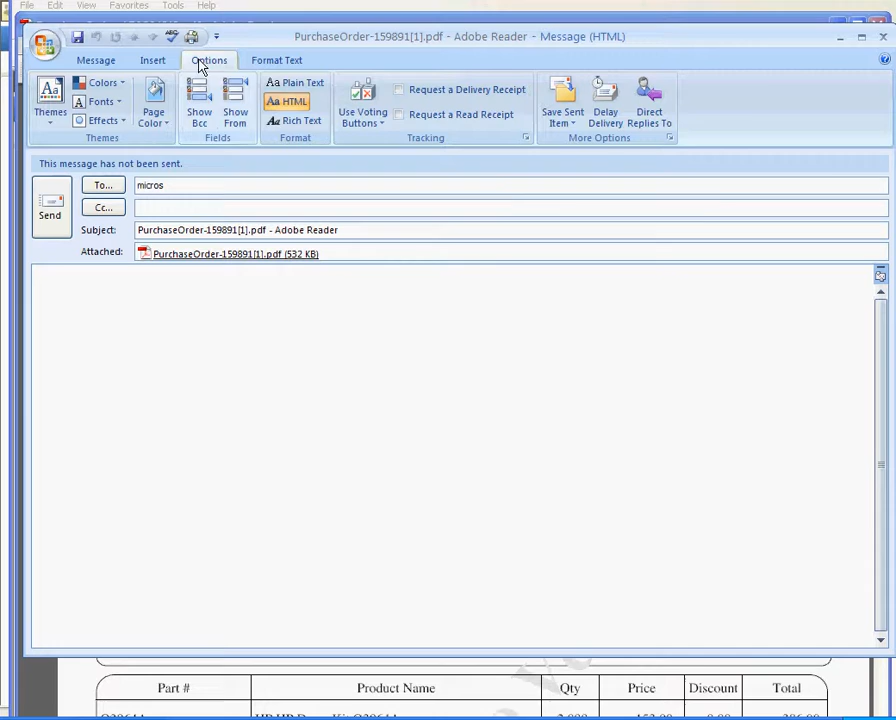 File Edit View Favorites Tools Help
PurchaseOrder-159891[1].pdf - Adobe Reader - Message (HTML)
Message Insert Options Format Text
Themes
Colors
Fonts
Effects
Page Color
Themes
Show Bcc
Show From
Fields
Aa Plain Text
Aa HTML
Aa Rich Text
Format
Use Voting Buttons
Request a Delivery Receipt
Request a Read Receipt
Tracking
Save Sent Item
Delay Delivery
Direct Replies To
More Options
This message has not been sent.
Send
To... micros
Cc...
Subject: PurchaseOrder-159891[1].pdf - Adobe Reader
Attached: PurchaseOrder-159891[1].pdf (532 KB)
Part # Product Name Qty Price Discount Total